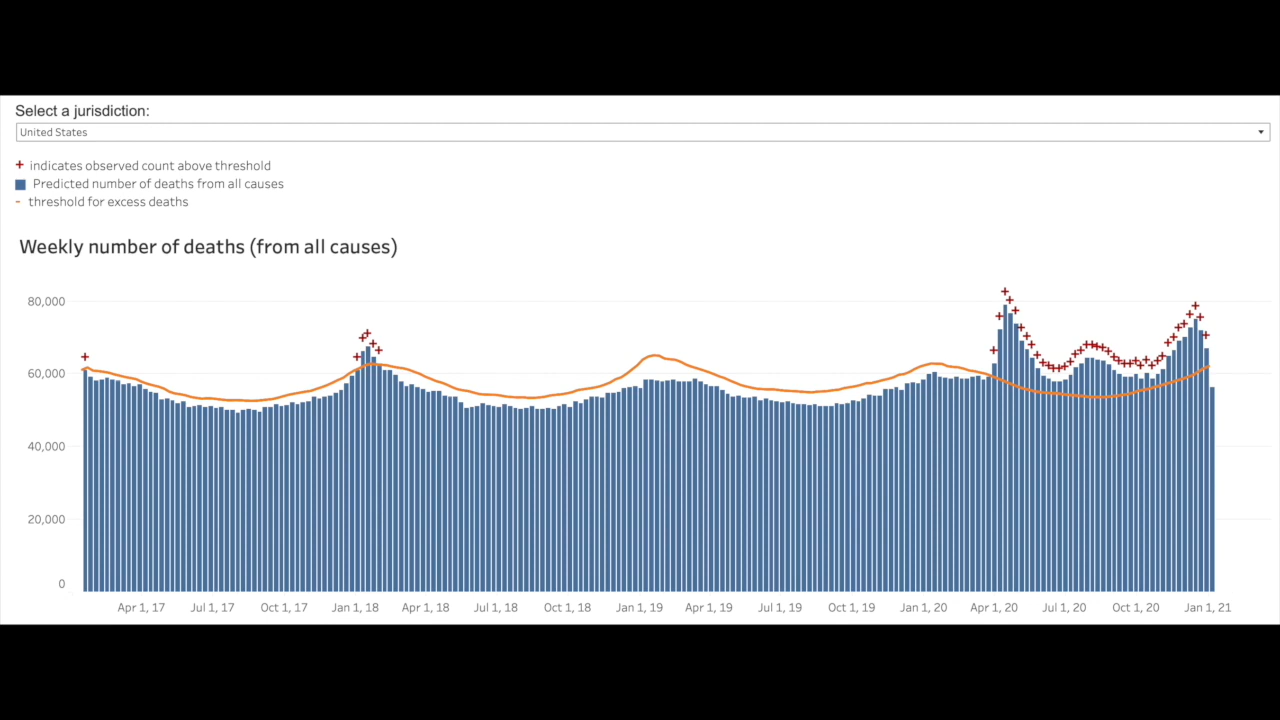 Select a jurisdiction:
United States
+ indicates observed count above threshold
Predicted number of deaths from all causes
- threshold for excess deaths
Weekly number of deaths (from all causes)
80,000
60,000
40,000
20,000
0
Apr 1, 17 Jul 1, 17 Oct 1, 17 Jan 1, 18 Apr 1, 18 Jul 1, 18 Oct 1, 18 Jan 1, 19 Apr 1, 19 Jul 1, 19 Oct 1, 19 Jan 1, 20 Apr 1, 20 Jul 1, 20 Oct 1, 20 Jan 1, 21